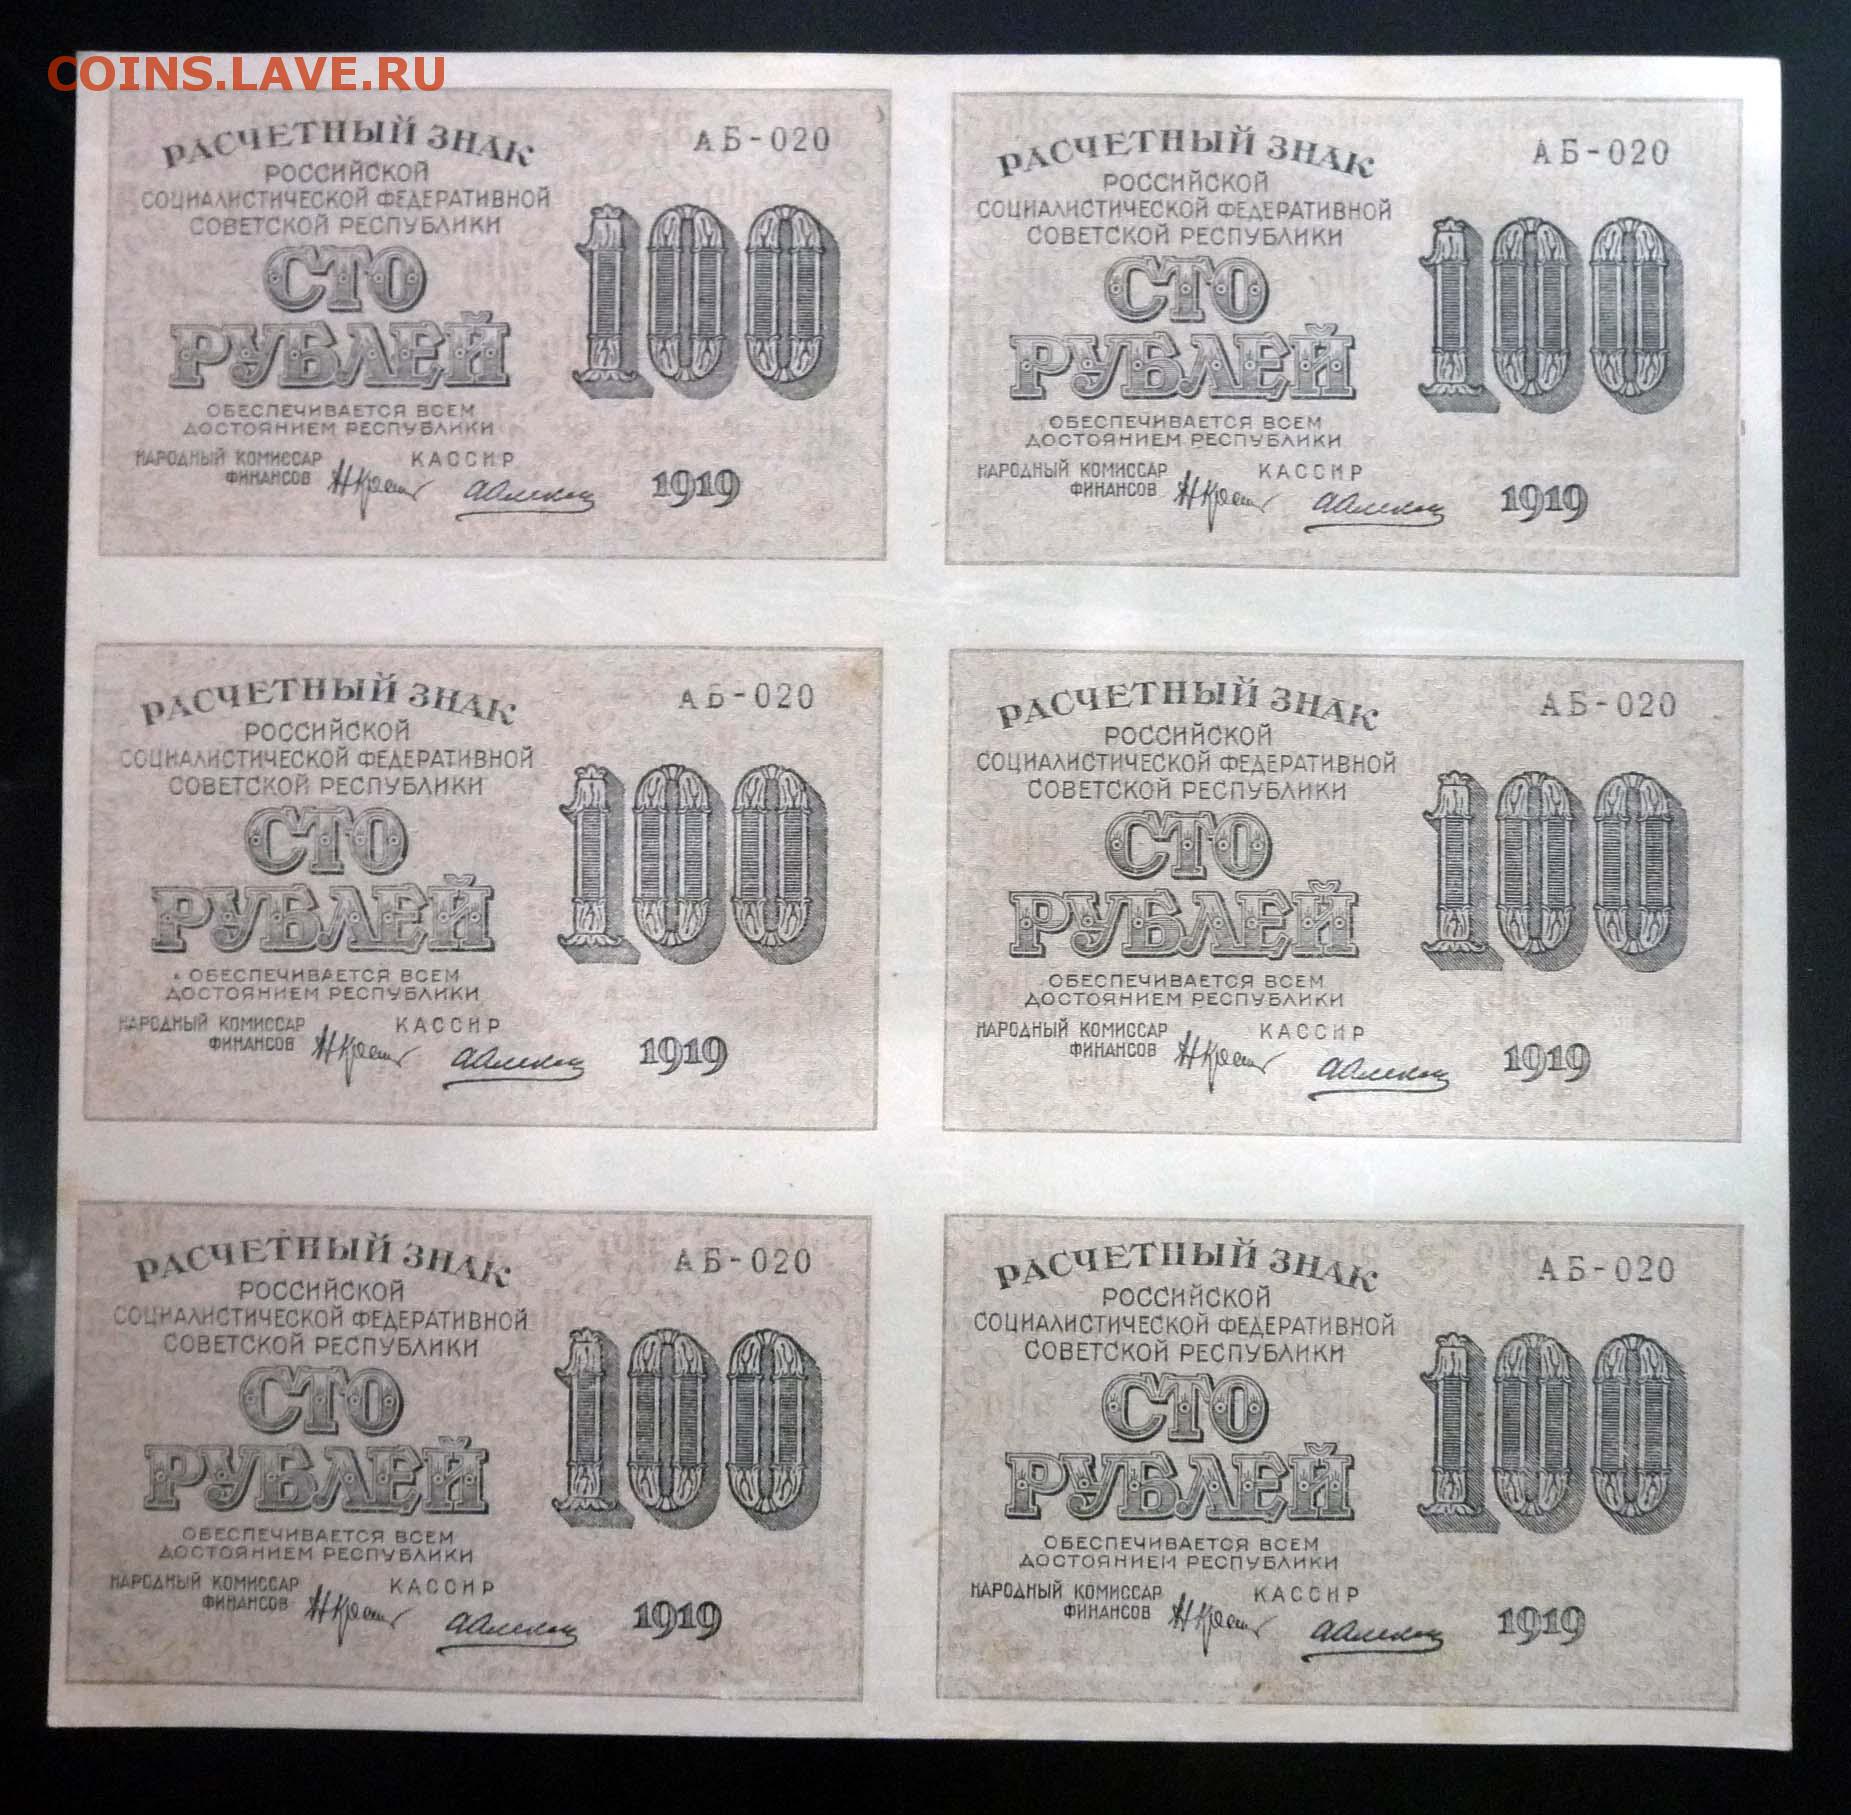 COINS.LAVE.RU
РАСЧЕТНЫЙ ЗНАК
АБ-020
РОССИЙСКОЙ
СОЦИАЛИСТИЧЕСКОЙ ФЕДЕРАТИВНОЙ
СОВЕТСКОЙ РЕСПУБЛИКИ
СТО
РУБЛЕЙ
100
ОБЕСПЕЧИВАЕТСЯ ВСЕМ
ДОСТОЯНИЕМ РЕСПУБЛИКИ
НАРОДНЫЙ КОМИССАР
ФИНАНСОВ
КАССИР
1919
РАСЧЕТНЫЙ ЗНАК
АБ-020
РОССИЙСКОЙ
СОЦИАЛИСТИЧЕСКОЙ ФЕДЕРАТИВНОЙ
СОВЕТСКОЙ РЕСПУБЛИКИ
СТО
РУБЛЕЙ
100
ОБЕСПЕЧИВАЕТСЯ ВСЕМ
ДОСТОЯНИЕМ РЕСПУБЛИКИ
НАРОДНЫЙ КОМИССАР
ФИНАНСОВ
КАССИР
1919
РАСЧЕТНЫЙ ЗНАК
АБ-020
РОССИЙСКОЙ
СОЦИАЛИСТИЧЕСКОЙ ФЕДЕРАТИВНОЙ
СОВЕТСКОЙ РЕСПУБЛИКИ
СТО
РУБЛЕЙ
100
ОБЕСПЕЧИВАЕТСЯ ВСЕМ
ДОСТОЯНИЕМ РЕСПУБЛИКИ
НАРОДНЫЙ КОМИССАР
ФИНАНСОВ
КАССИР
1919
РАСЧЕТНЫЙ ЗНАК
АБ-020
РОССИЙСКОЙ
СОЦИАЛИСТИЧЕСКОЙ ФЕДЕРАТИВНОЙ
СОВЕТСКОЙ РЕСПУБЛИКИ
СТО
РУБЛЕЙ
100
ОБЕСПЕЧИВАЕТСЯ ВСЕМ
ДОСТОЯНИЕМ РЕСПУБЛИКИ
НАРОДНЫЙ КОМИССАР
ФИНАНСОВ
КАССИР
1919
РАСЧЕТНЫЙ ЗНАК
АБ-020
РОССИЙСКОЙ
СОЦИАЛИСТИЧЕСКОЙ ФЕДЕРАТИВНОЙ
СОВЕТСКОЙ РЕСПУБЛИКИ
СТО
РУБЛЕЙ
100
ОБЕСПЕЧИВАЕТСЯ ВСЕМ
ДОСТОЯНИЕМ РЕСПУБЛИКИ
НАРОДНЫЙ КОМИССАР
ФИНАНСОВ
КАССИР
1919
РАСЧЕТНЫЙ ЗНАК
АБ-020
РОССИЙСКОЙ
СОЦИАЛИСТИЧЕСКОЙ ФЕДЕРАТИВНОЙ
СОВЕТСКОЙ РЕСПУБЛИКИ
СТО
РУБЛЕЙ
100
ОБЕСПЕЧИВАЕТСЯ ВСЕМ
ДОСТОЯНИЕМ РЕСПУБЛИКИ
НАРОДНЫЙ КОМИССАР
ФИНАНСОВ
КАССИР
1919